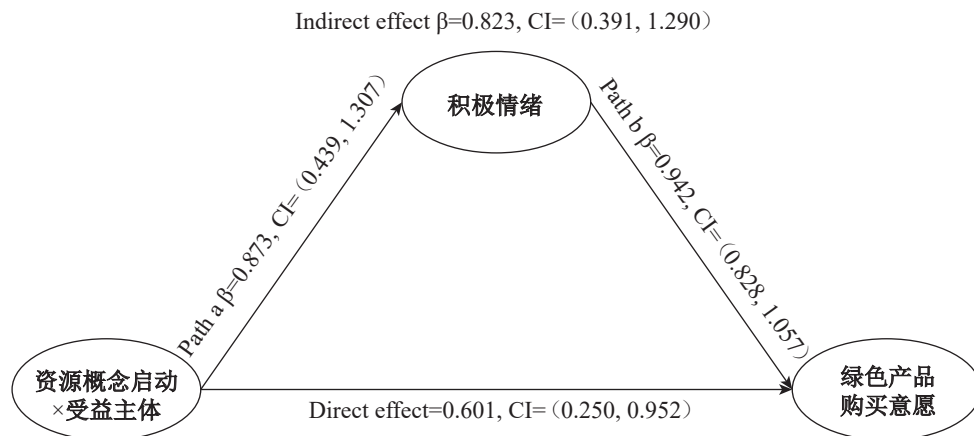 Indirect effect β=0.823, CI=（0.391, 1.290）
积极情绪
Path a β=0.873, CI=（0.439, 1.307）
Path b β=0.942, CI=（0.828, 1.057）
资源概念启动
×受益主体
Direct effect=0.601, CI=（0.250, 0.952）
绿色产品
购买意愿